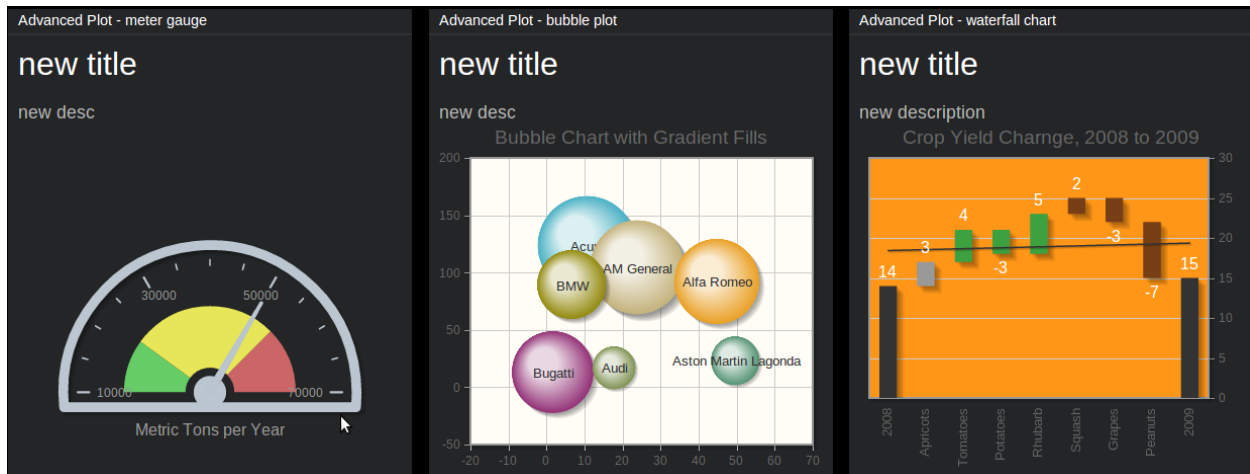 Advanced Plot - meter gauge
new title
new desc
30000
50000
10000
70000
Metric Tons per Year
Advanced Plot - bubble plot
new title
new desc
Bubble Chart with Gradient Fills
200
150
100
50
0
-50
-20
-10
0
10
20
30
40
50
60
70
AM General
BMW
Alfa Romeo
Bugatti
Audi
Aston Martin Lagonda
Advanced Plot - waterfall chart
new title
new description
Crop Yield Charnge, 2008 to 2009
30
25
20
15
10
5
0
14
3
4
-3
5
2
-3
-7
15
2008
Apricots
Tomatoes
Potatoes
Rhubarb
Squash
Grapes
Peanuts
2009